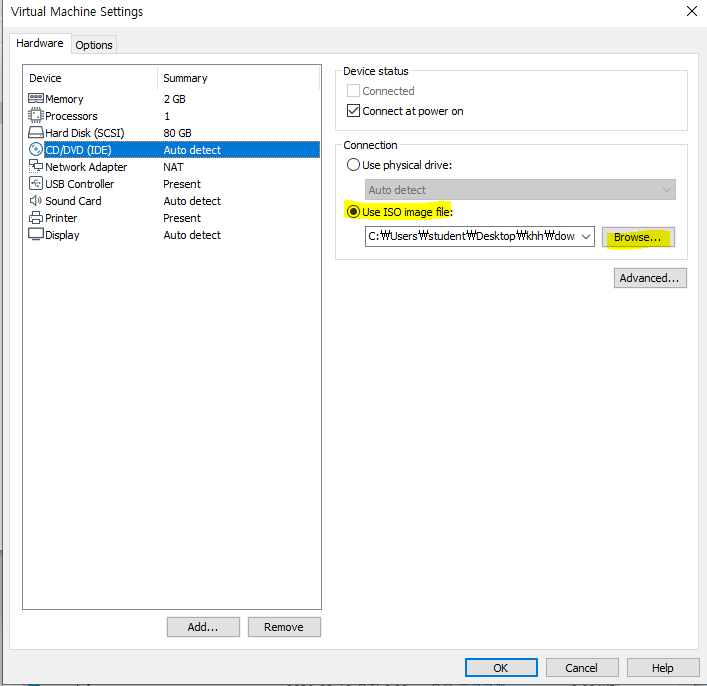 Virtual Machine Settings
Hardware Options
Device Summary
Memory 2 GB
Processors 1
Hard Disk (SCSI) 80 GB
CD/DVD (IDE) Auto detect
Network Adapter NAT
USB Controller Present
Sound Card Auto detect
Printer Present
Display Auto detect
Add... Remove
Device status
Connected
Connect at power on
Connection
Use physical drive:
Auto detect
Use ISO image file:
C:₩Users₩student₩Desktop₩khh₩dow
Browse...
Advanced...
OK Cancel Help